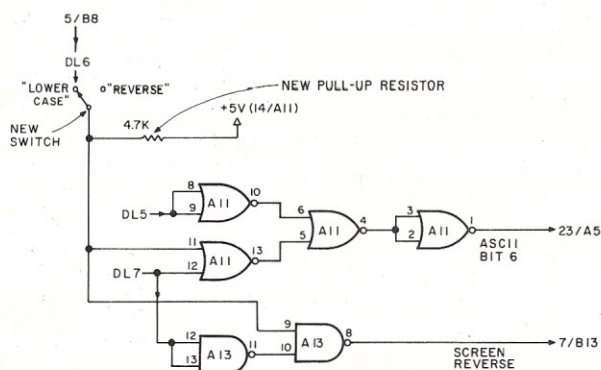 5/B8
DL6
"LOWER CASE"
"REVERSE"
NEW SWITCH
NEW PULL-UP RESISTOR
+5V (14/A11)
4.7K
8
9
10
A11
DL5
6
5
4
A11
3
2
1
A11
23/A5
ASCII
BIT 6
11
12
13
A11
DL7
9
10
8
A13
7/B13
SCREEN
REVERSE
12
13
11
A13